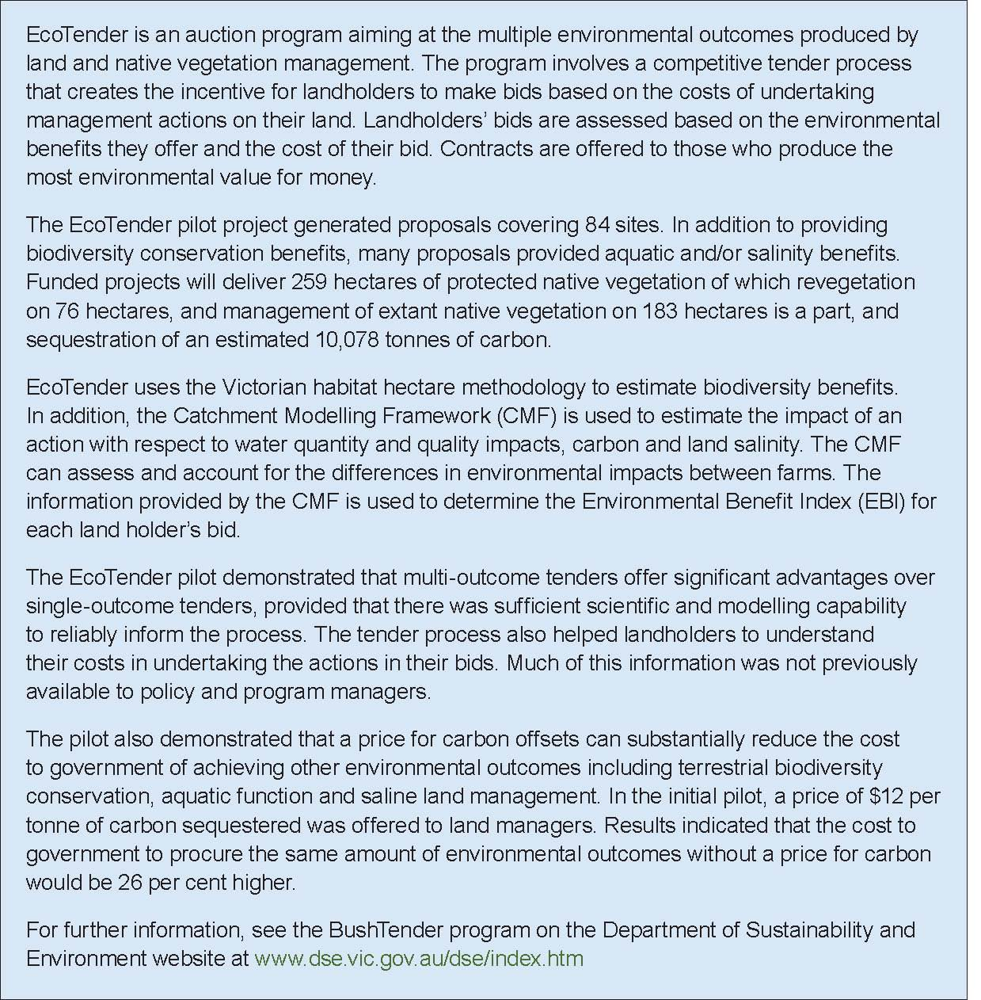 EcoTender is an auction program aiming at the multiple environmental outcomes produced by
land and native vegetation management. The program involves a competitive tender process
that creates the incentive for landholders to make bids based on the costs of undertaking
management actions on their land. Landholders’ bids are assessed based on the environmental
benefits they offer and the cost of their bid. Contracts are offered to those who produce the
most environmental value for money.
The EcoTender pilot project generated proposals covering 84 sites. In addition to providing
biodiversity conservation benefits, many proposals provided aquatic and/or salinity benefits.
Funded projects will deliver 259 hectares of protected native vegetation of which revegetation
on 76 hectares, and management of extant native vegetation on 183 hectares is a part, and
sequestration of an estimated 10,078 tonnes of carbon.
EcoTender uses the Victorian habitat hectare methodology to estimate biodiversity benefits.
In addition, the Catchment Modelling Framework (CMF) is used to estimate the impact of an
action with respect to water quantity and quality impacts, carbon and land salinity. The CMF
can assess and account for the differences in environmental impacts between farms. The
information provided by the CMF is used to determine the Environmental Benefit Index (EBI) for
each land holder’s bid.
The EcoTender pilot demonstrated that multi-outcome tenders offer significant advantages over
single-outcome tenders, provided that there was sufficient scientific and modelling capability
to reliably inform the process. The tender process also helped landholders to understand
their costs in undertaking the actions in their bids. Much of this information was not previously
available to policy and program managers.
The pilot also demonstrated that a price for carbon offsets can substantially reduce the cost
to government of achieving other environmental outcomes including terrestrial biodiversity
conservation, aquatic function and saline land management. In the initial pilot, a price of $12 per
tonne of carbon sequestered was offered to land managers. Results indicated that the cost to
government to procure the same amount of environmental outcomes without a price for carbon
would be 26 per cent higher.
For further information, see the BushTender program on the Department of Sustainability and
Environment website at www.dse.vic.gov.au/dse/index.htm